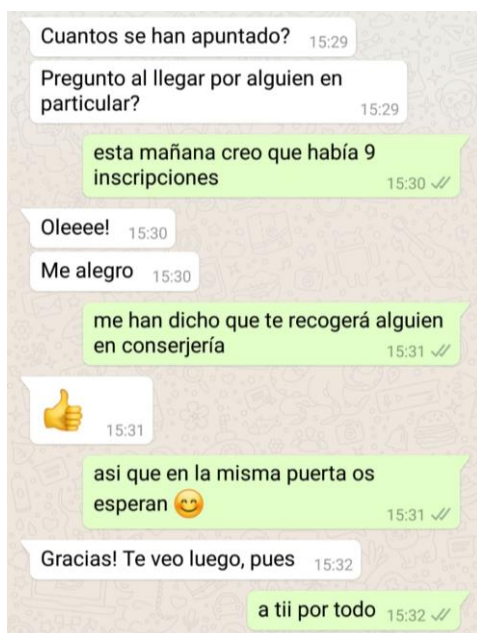 Cuantos se han apuntado? 15:29
Pregunto al llegar por alguien en
particular? 15:29
esta mañana creo que había 9
inscripciones 15:30
Oleeee! 15:30
Me alegro 15:30
me han dicho que te recogerá alguien
en conserjería 15:31
15:31
asi que en la misma puerta os
esperan 😊 15:31
Gracias! Te veo luego, pues 15:32
a tii por todo 15:32